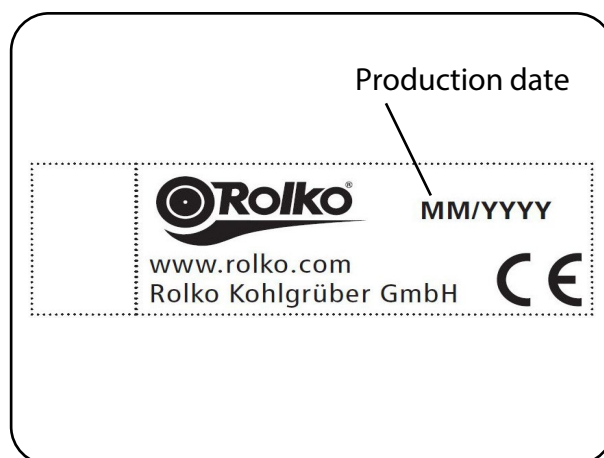 Production date
Rolko®
MM/YYYY
www.rolko.com
Rolko Kohlgrüber GmbH
CE